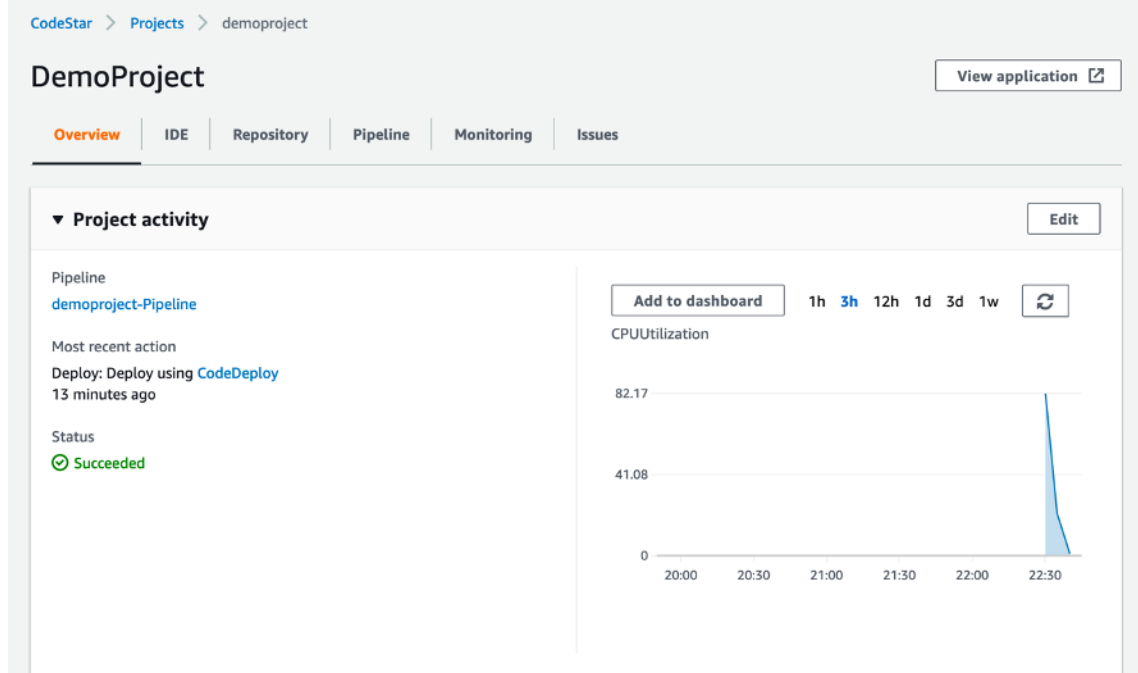 CodeStar > Projects > demoproject
DemoProject
View application
Overview
IDE
Repository
Pipeline
Monitoring
Issues
Project activity
Edit
Pipeline
demoproject-Pipeline
Most recent action
Deploy: Deploy using CodeDeploy
13 minutes ago
Status
Succeeded
Add to dashboard
1h 3h 12h 1d 3d 1w
CPUUtilization
82.17
41.08
0
20:00 20:30 21:00 21:30 22:00 22:30